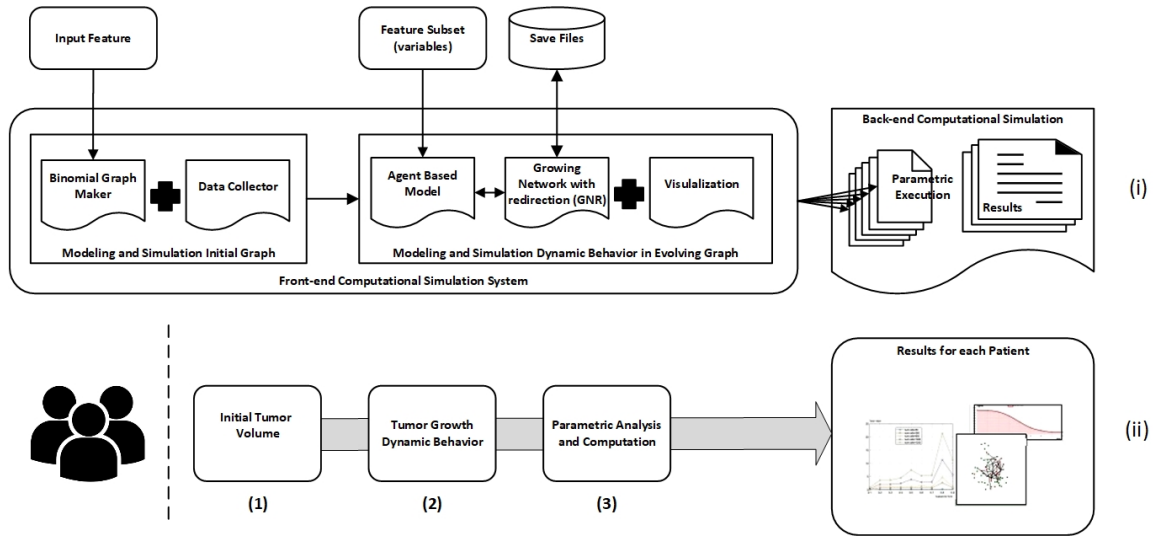 Input Feature
Feature Subset
(variables)
Save Files
(i)
Back-end Computational Simulation
Binomial Graph
Maker
Data Collector
Agent Based
Model
Growing
Network with
redirection (GNR)
Visulalization
Parametric
Execution
Results
Modeling and Simulation Initial Graph
Modeling and Simulation Dynamic Behavior in Evolving Graph
Front-end Computational Simulation System
Results for each Patient
Initial Tumor
Volume
Tumor Growth
Dynamic Behavior
Parametric Analysis
and Computation
(ii)
(1)
(2)
(3)